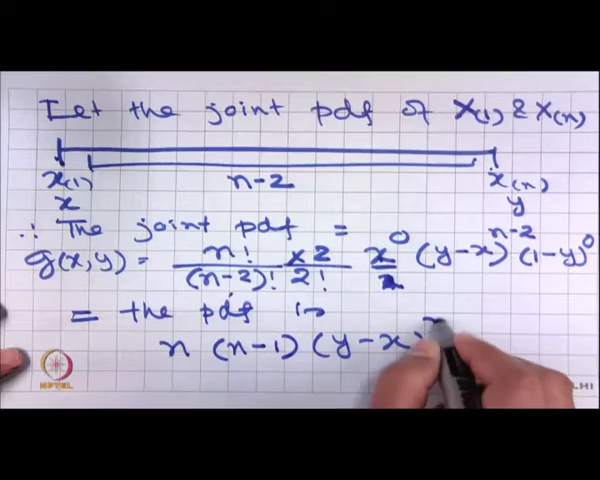 Let the joint pdf of X(1) & X(n)
x(1) n-2 x(n)
x y
∴ The joint pdf =
g(x,y) = n! x2 / (n-2)! 2! x^0 (y-x)^n-2 (1-y)^0
= the pdf is
n (n-1) (y-x)
NPTEL